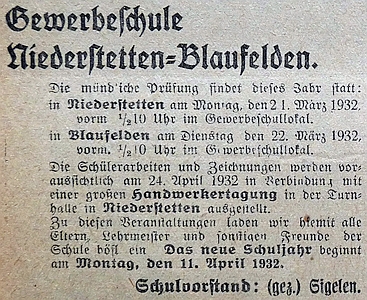 Gewerbeſchule
Niederſtetten-Blaufelden.
Die münd'iche Prüfung findet dieſes Jahr ſtatt:
in Niederſtetten am Montag, den 21. März 1932,
vorm. ½10 Uhr im Gewerbeſchullokal.
in Blaufelden am Dienstag den 22. März 1932,
vorm. ½10 Uhr im Gewerbeſchullokal.
Die Schülerarbeiten und Zeichnungen werden vor-
ausſichtlich am 24. April 1932 in Verbindung mit
einer großen Handwerkertagung in der Turn-
halle in Niederſtetten ausgeſtellt.
Zu dieſen Veranſtaltungen laden wir hiemit alle
Eltern, Lehrmeiſter und ſonſtigen Freunde der
Schule höfl ein Das neue Schuljahr beginnt
am Montag, den 11. April 1932.
Schulvorſtand: (gez.) Sigelen.